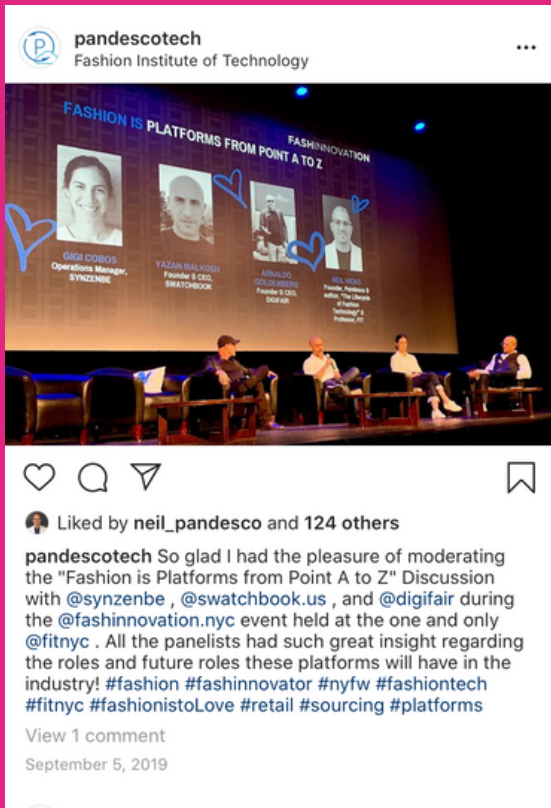 pandescotech
Fashion Institute of Technology
FASHION IS PLATFORMS FROM POINT A TO Z
FASHINNOVATION
GIGI COBOS
Operations Manager,
SYNZENBE
YAZAN MALKOSH
Founder & CEO,
SWATCHBOOK
ARNALDO
GOLDEMBERG
Founder & CEO,
DIGIFAIR
NEIL
Founder, Pandesco &
author, "The Lifecycle
of Fashion
Technology" &
Professor, FIT
Liked by neil_pandesco and 124 others
pandescotech So glad I had the pleasure of moderating
the "Fashion is Platforms from Point A to Z" Discussion
with @synzenbe , @swatchbook.us , and @digifair during
the @fashinnovation.nyc event held at the one and only
@fitnyc . All the panelists had such great insight regarding
the roles and future roles these platforms will have in the
industry! #fashion #fashinnovator #nyfw #fashiontech
#fitnyc #fashionistoLove #retail #sourcing #platforms
View 1 comment
September 5, 2019